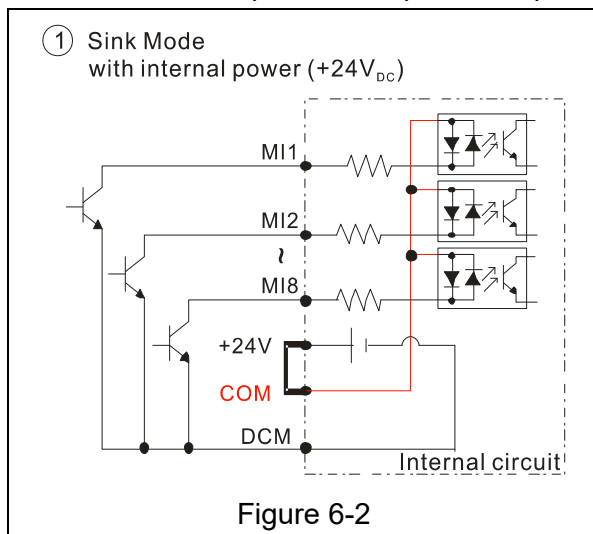 ① Sink Mode
with internal power (+24VDC)
MI1
MI2
~
MI8
+24V
COM
DCM
Internal circuit
Figure 6-2